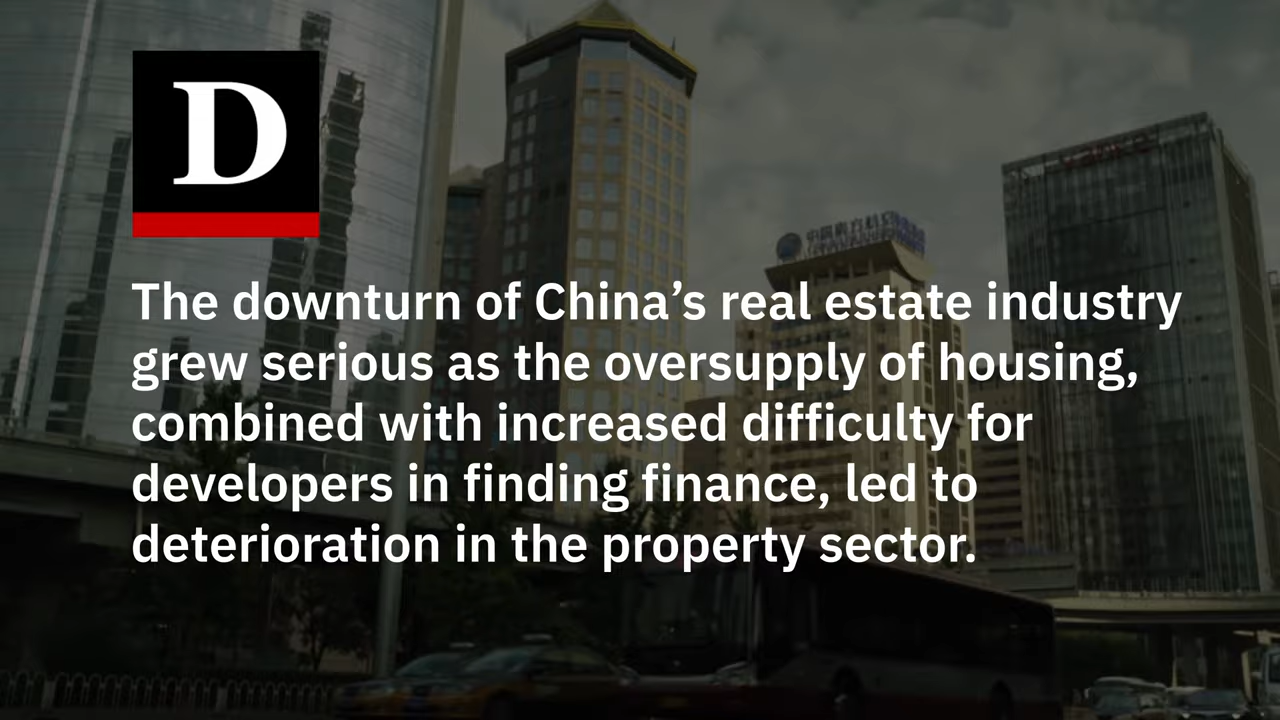 D
The downturn of China’s real estate industry
grew serious as the oversupply of housing,
combined with increased difficulty for
developers in finding finance, led to
deterioration in the property sector.